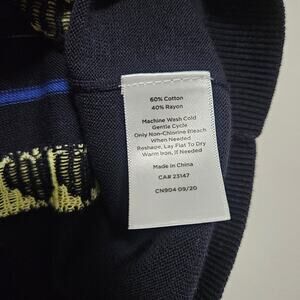 60% Cotton
40% Rayon
Machine Wash Cold
Gentle Cycle
Only Non-Chlorine Bleach
When Needed
Reshape, Lay Flat To Dry
Warm Iron, If Needed
Made in China
CA# 23147
CN904 09/20